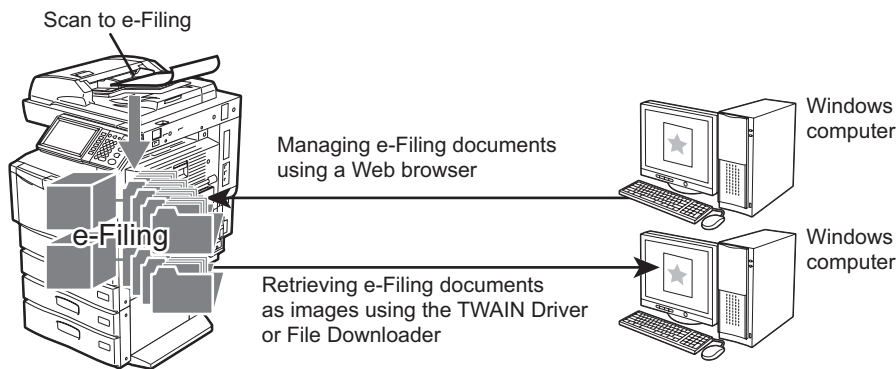 Scan to e-Filing
Managing e-Filing documents
using a Web browser
Windows
computer
e-Filing
Retrieving e-Filing documents
as images using the TWAIN Driver
or File Downloader
Windows
computer